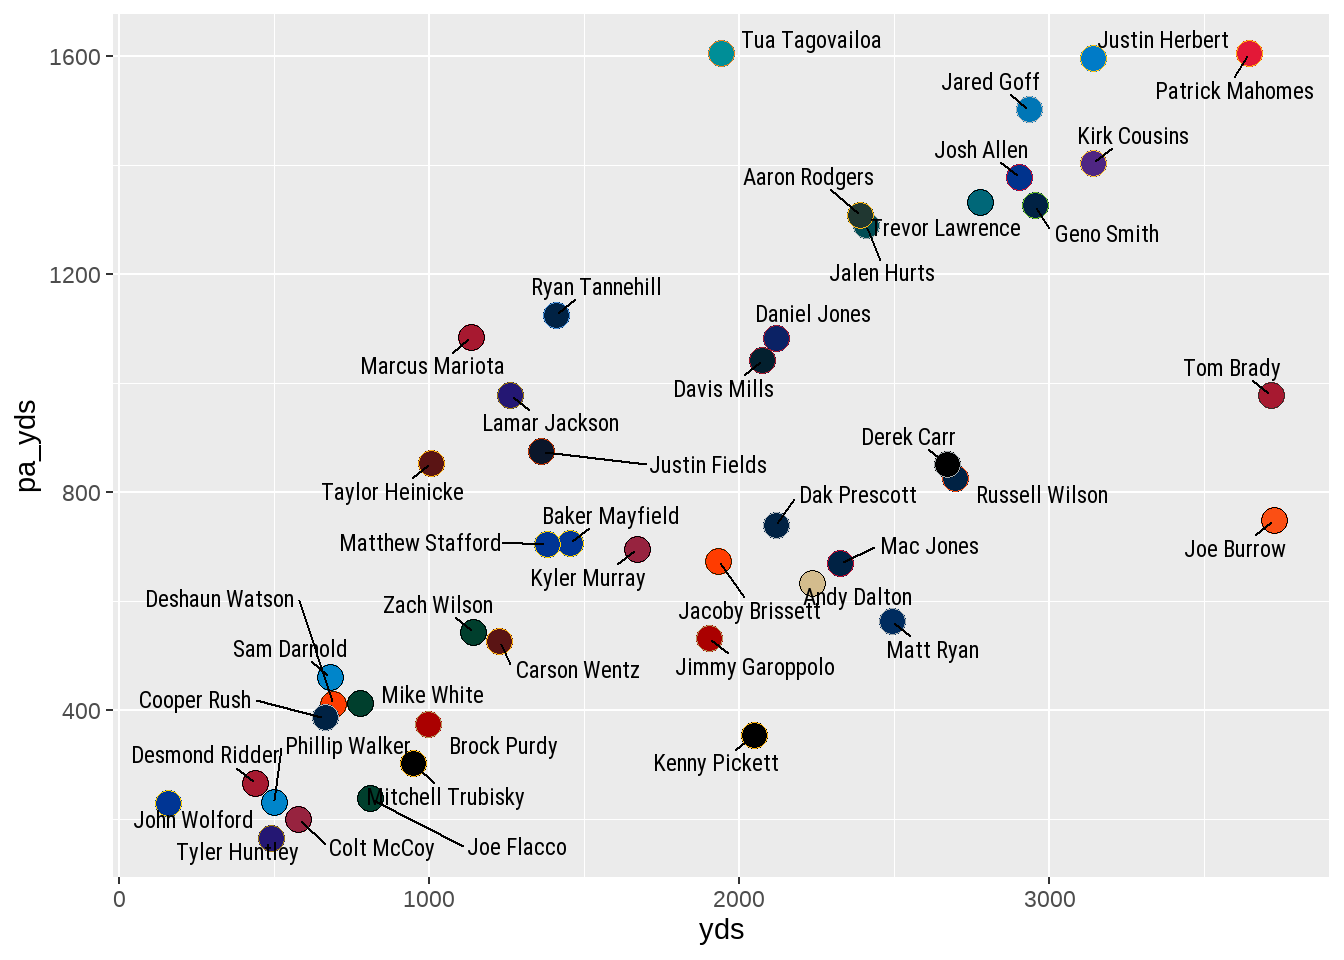 1600
1200
800
400
pa_yds
Tua Tagovailoa
Justin Herbert
Jared Goff
Patrick Mahomes
Kirk Cousins
Josh Allen
Aaron Rodgers
Trevor Lawrence
Geno Smith
Jalen Hurts
Ryan Tannehill
Daniel Jones
Marcus Mariota
Tom Brady
Davis Mills
Lamar Jackson
Derek Carr
Justin Fields
Taylor Heinicke
Dak Prescott
Russell Wilson
Baker Mayfield
Matthew Stafford
Mac Jones
Joe Burrow
Kyler Murray
Andy Dalton
Deshaun Watson
Zach Wilson
Jacoby Brissett
Sam Darnold
Matt Ryan
Carson Wentz
Jimmy Garoppolo
Cooper Rush
Mike White
Phillip Walker
Brock Purdy
Desmond Ridder
Kenny Pickett
Mitchell Trubisky
John Wolford
Tyler Huntley
Colt McCoy
Joe Flacco
0
1000
2000
3000
yds